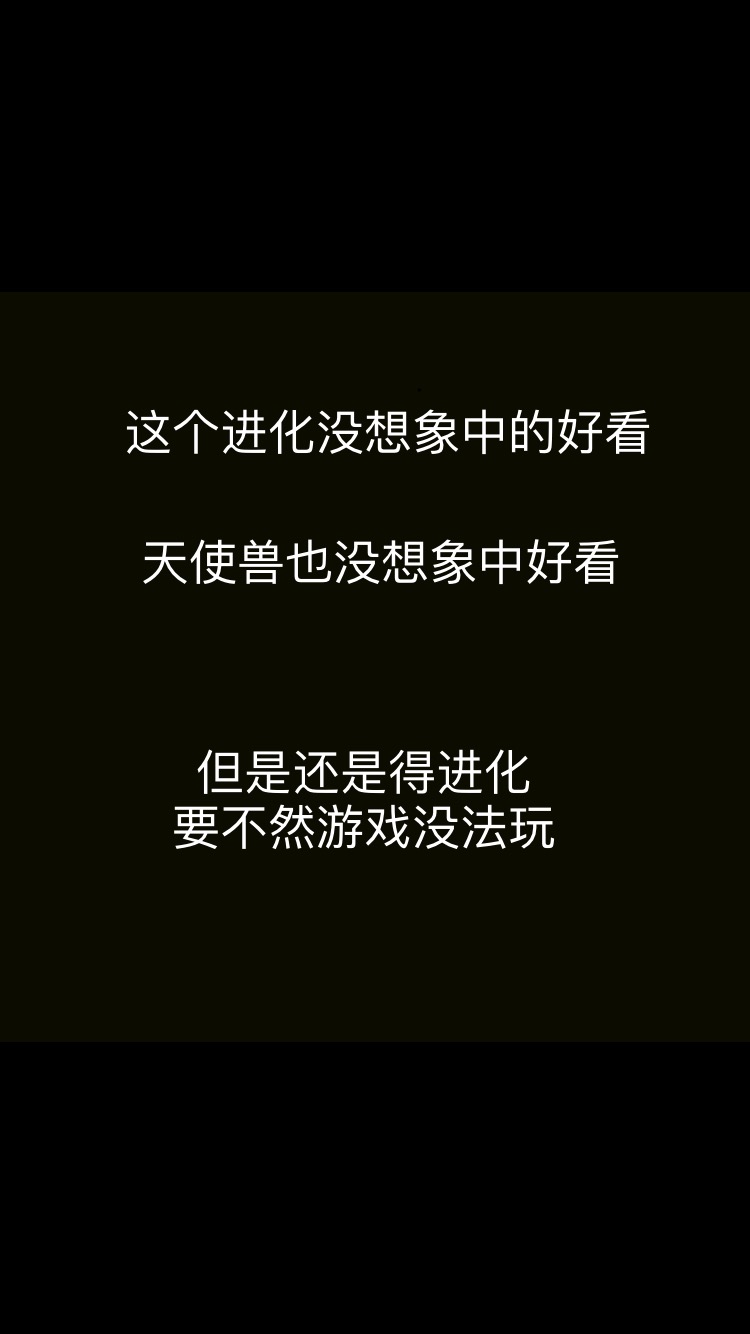 这个进化没想象中的好看
天使兽也没想象中好看
但是还是得进化
要不然游戏没法玩